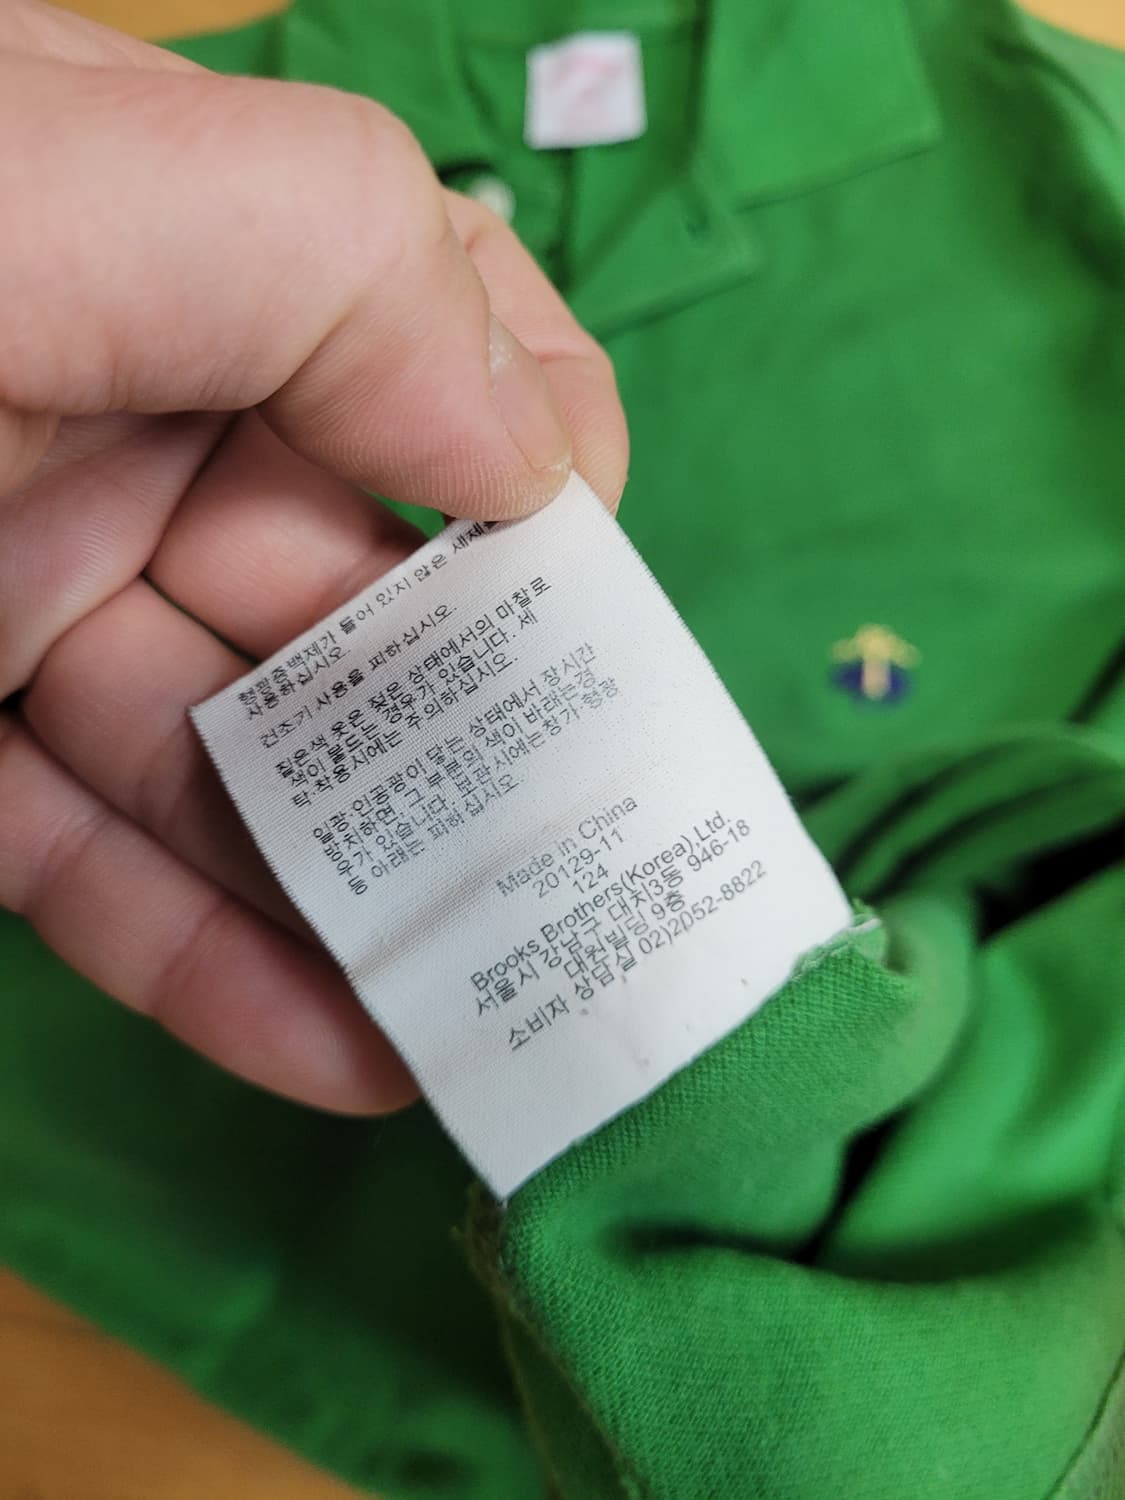 형광증백제가 들어 있지 않은 세제를
사용하십시오.
건조기 사용을 피하십시오.
짙은색 옷은 젖은 상태에서의 마찰로
색이 물드는 경우가 있습니다. 세
탁·착용시에는 주의하십시오.
광·인공광이 닿는 상태에서 장시간
방치하면, 그 부분의 색이 바래는경
우가 있습니다. 보관시에는창가·형광
등 아래는 피하십시오
Made in China
20129-11
124
Brooks Brothers(Korea),Ltd.
서울시 강남구 대치3동 946-18
대원빌딩 9층
소비자 상담실 02)2052-8822